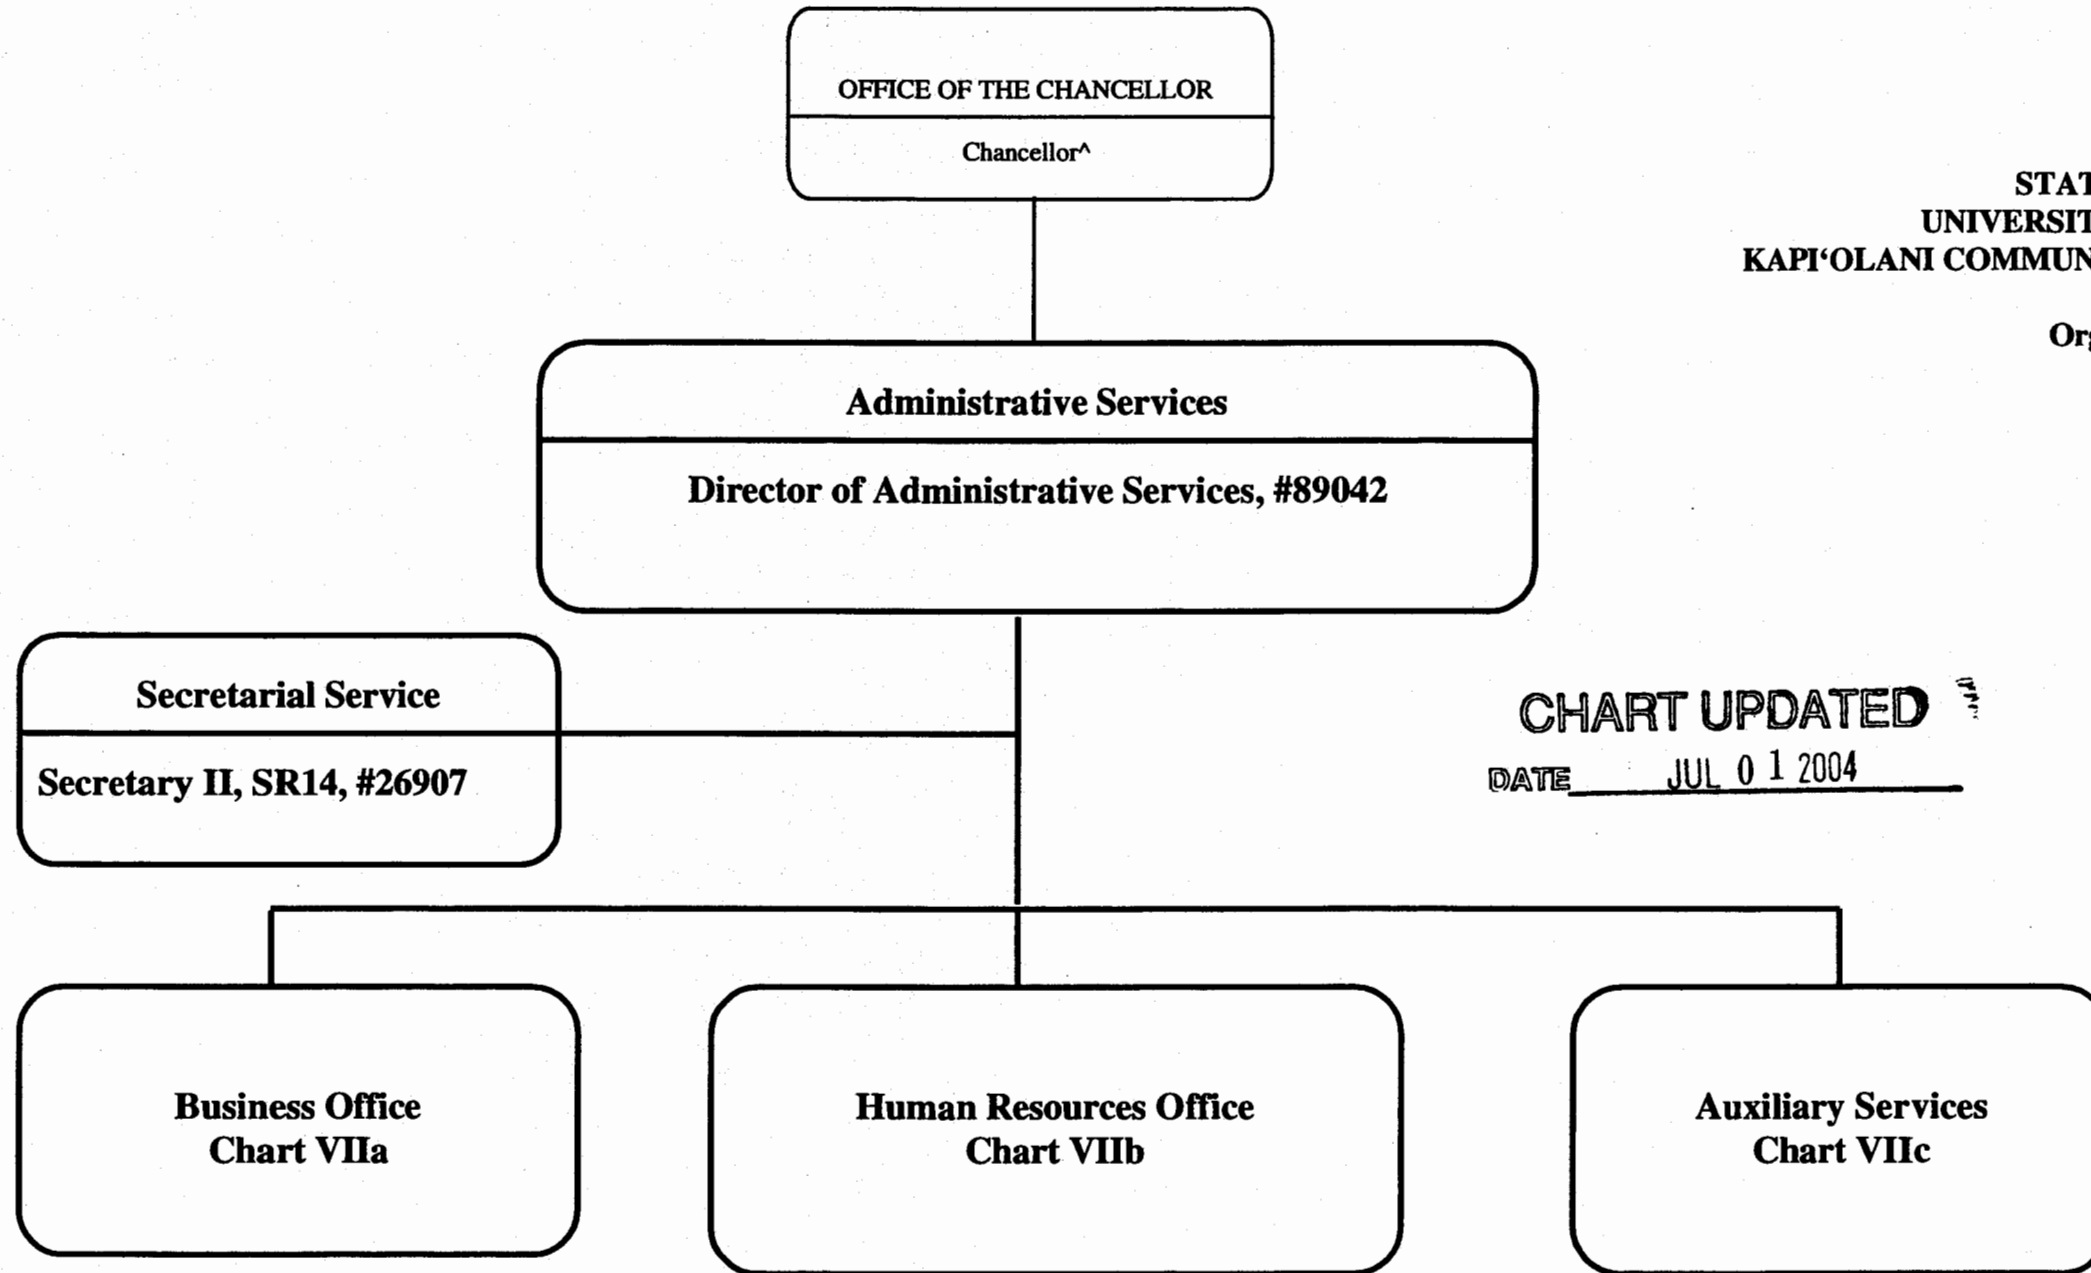 OFFICE OF THE CHANCELLOR
Chancellor^
UNIVERSIT
KAPI‘OLANI COMMUN
Administrative Services
Director of Administrative Services, #89042
Secretarial Service
Secretary II, SR14, #26907
CHART UPDATED
DATE JUL 0 1 2004
Business Office
Chart VIIa
Human Resources Office
Chart VIIb
Auxiliary Services
Chart VIIc
STAT
Org